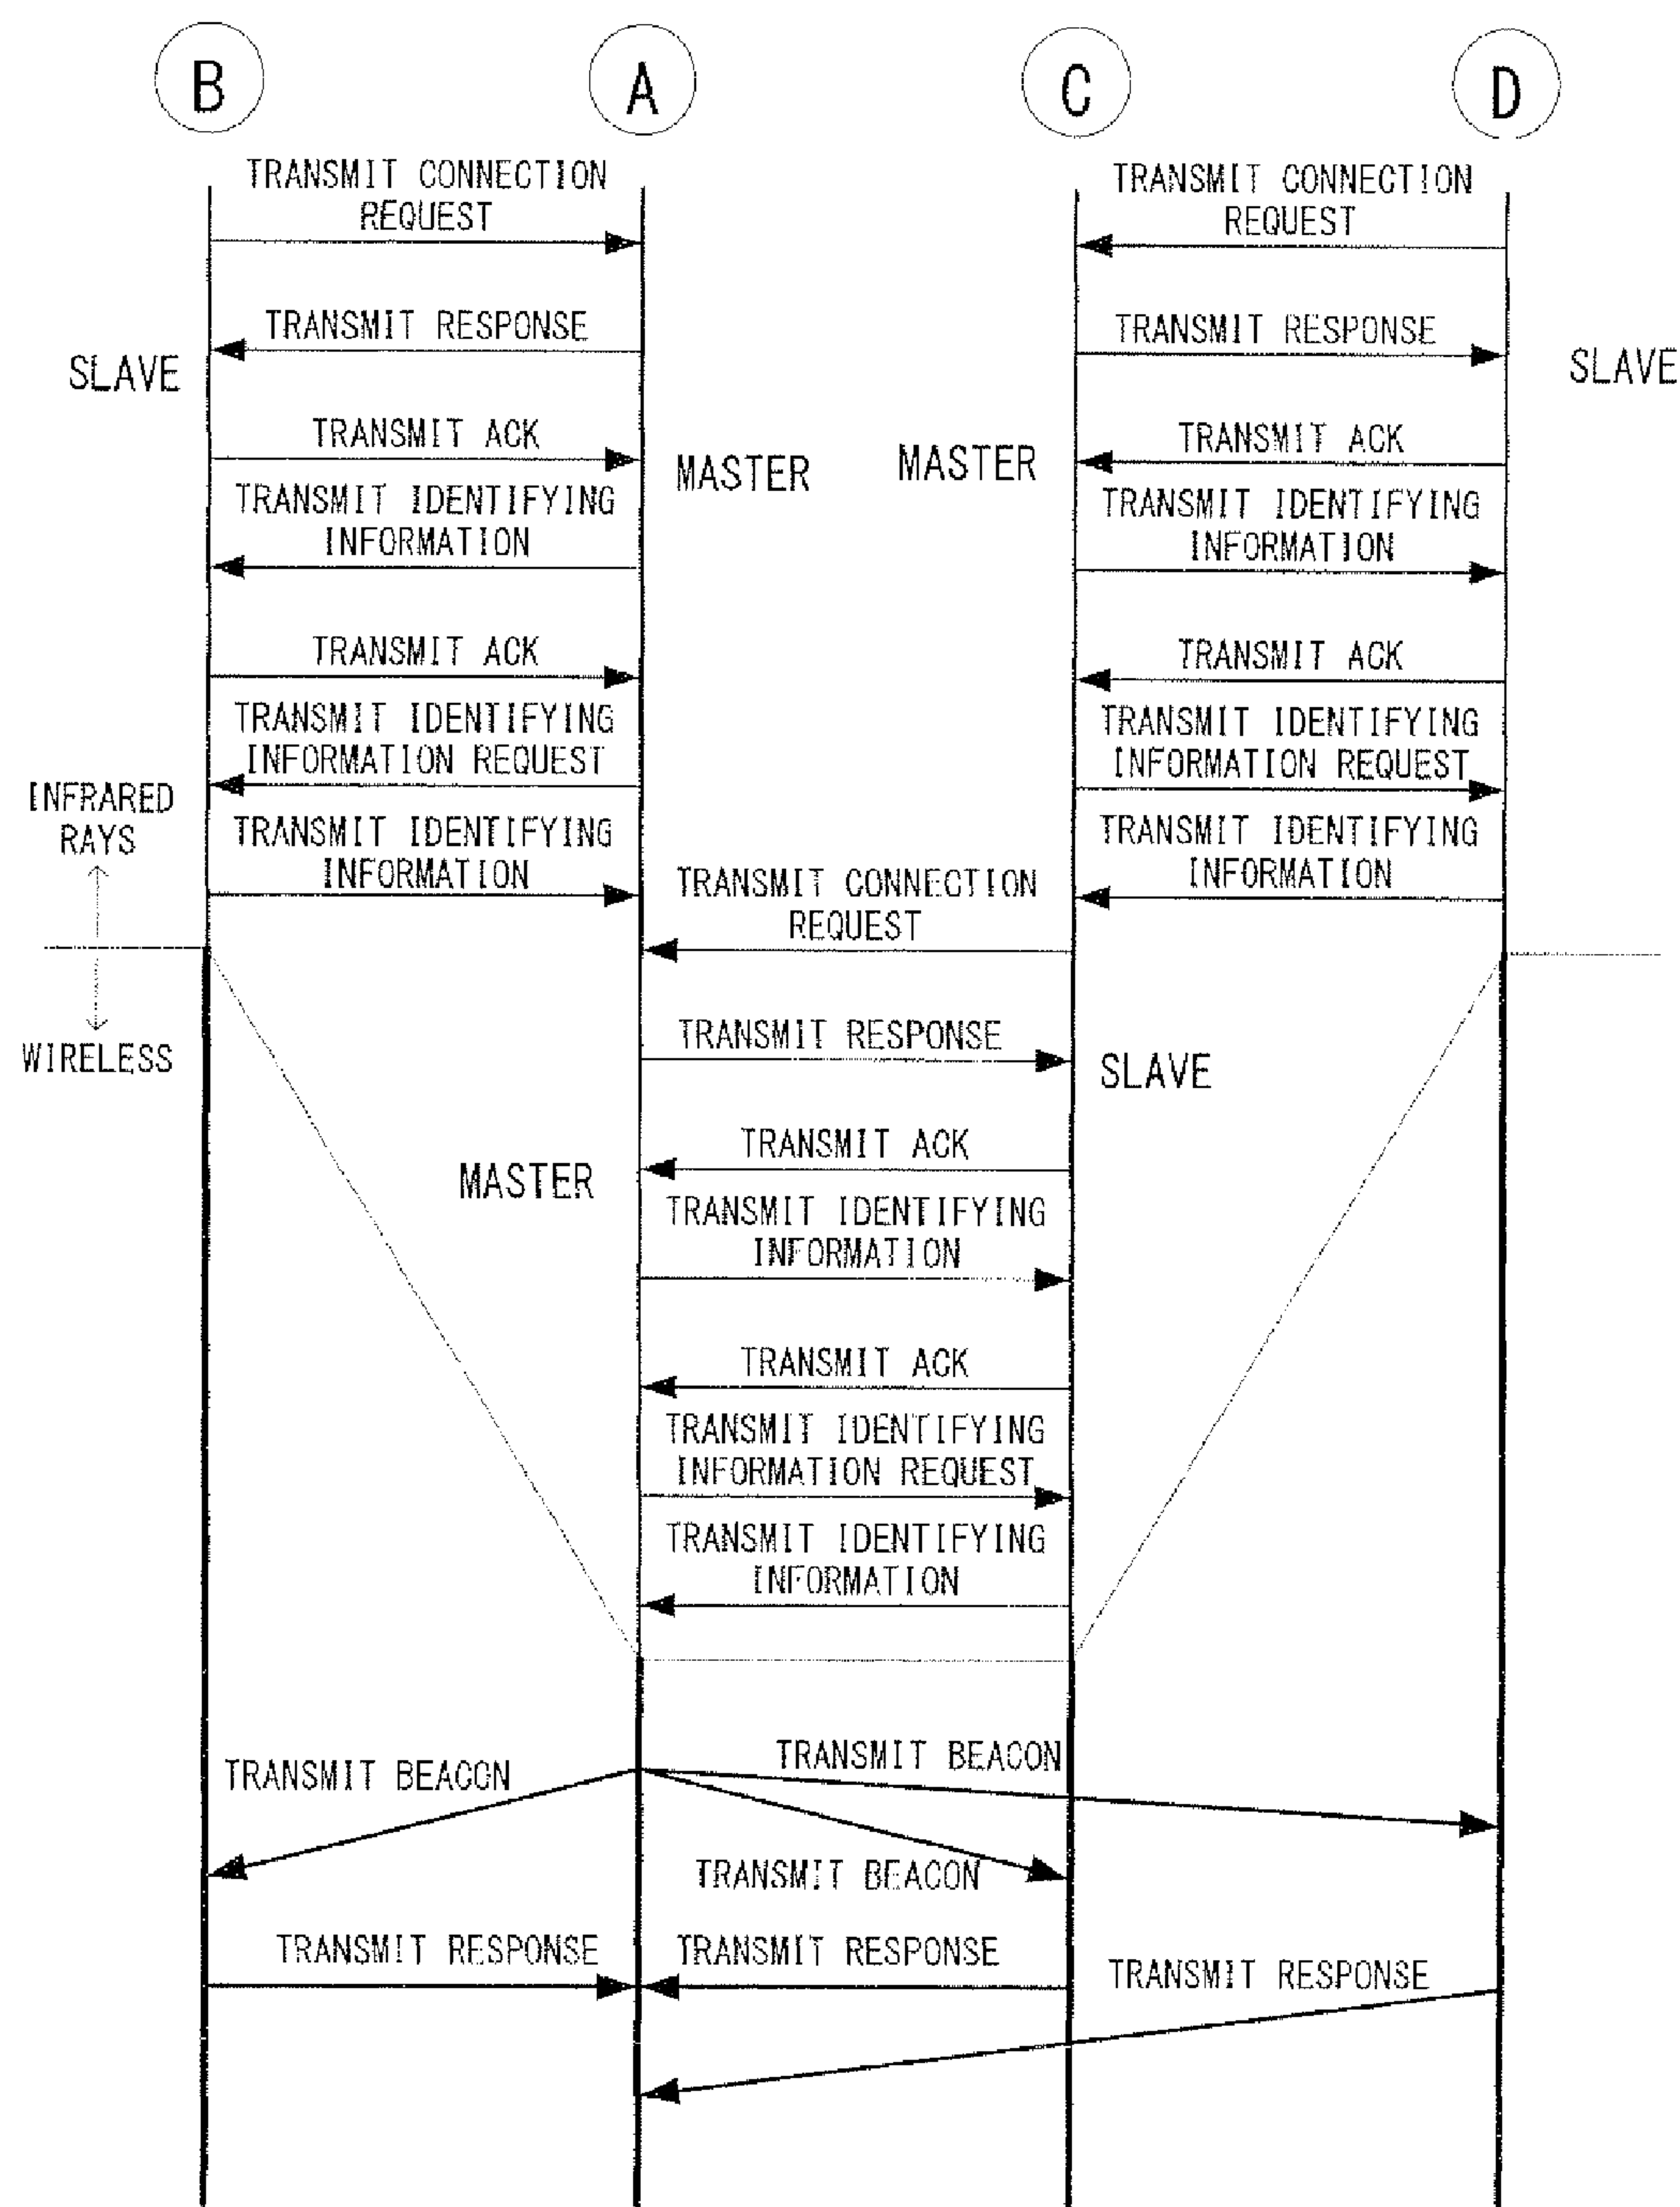 B
A
C
D
TRANSMIT CONNECTION
REQUEST
TRANSMIT CONNECTION
REQUEST
TRANSMIT RESPONSE
TRANSMIT RESPONSE
SLAVE
SLAVE
TRANSMIT ACK
TRANSMIT ACK
MASTER
MASTER
TRANSMIT IDENTIFYING
INFORMATION
TRANSMIT IDENTIFYING
INFORMATION
TRANSMIT ACK
TRANSMIT ACK
TRANSMIT IDENTIFYING
INFORMATION REQUEST
TRANSMIT IDENTIFYING
INFORMATION REQUEST
INFRARED
RAYS
TRANSMIT IDENTIFYING
INFORMATION
TRANSMIT IDENTIFYING
INFORMATION
TRANSMIT CONNECTION
REQUEST
WIRELESS
TRANSMIT RESPONSE
SLAVE
TRANSMIT ACK
MASTER
TRANSMIT IDENTIFYING
INFORMATION
TRANSMIT ACK
TRANSMIT IDENTIFYING
INFORMATION REQUEST
TRANSMIT IDENTIFYING
INFORMATION
TRANSMIT BEACON
TRANSMIT BEACON
TRANSMIT BEACON
TRANSMIT RESPONSE
TRANSMIT RESPONSE
TRANSMIT RESPONSE